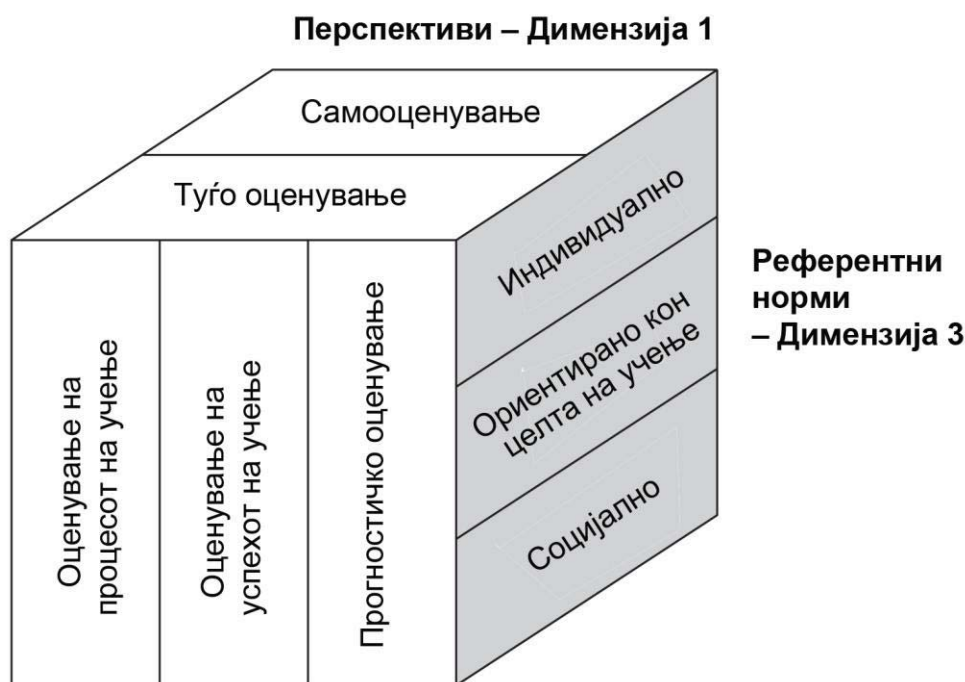 Перспективи – Димензија 1
Самооценување
Туѓо оценување
Оценување на
процесот на учење
Оценување на
успехот на учење
Прогностичко оценување
Индивидуално
Ориентирано кон
целта на учење
Социјално
Референтни
норми
– Димензија 3